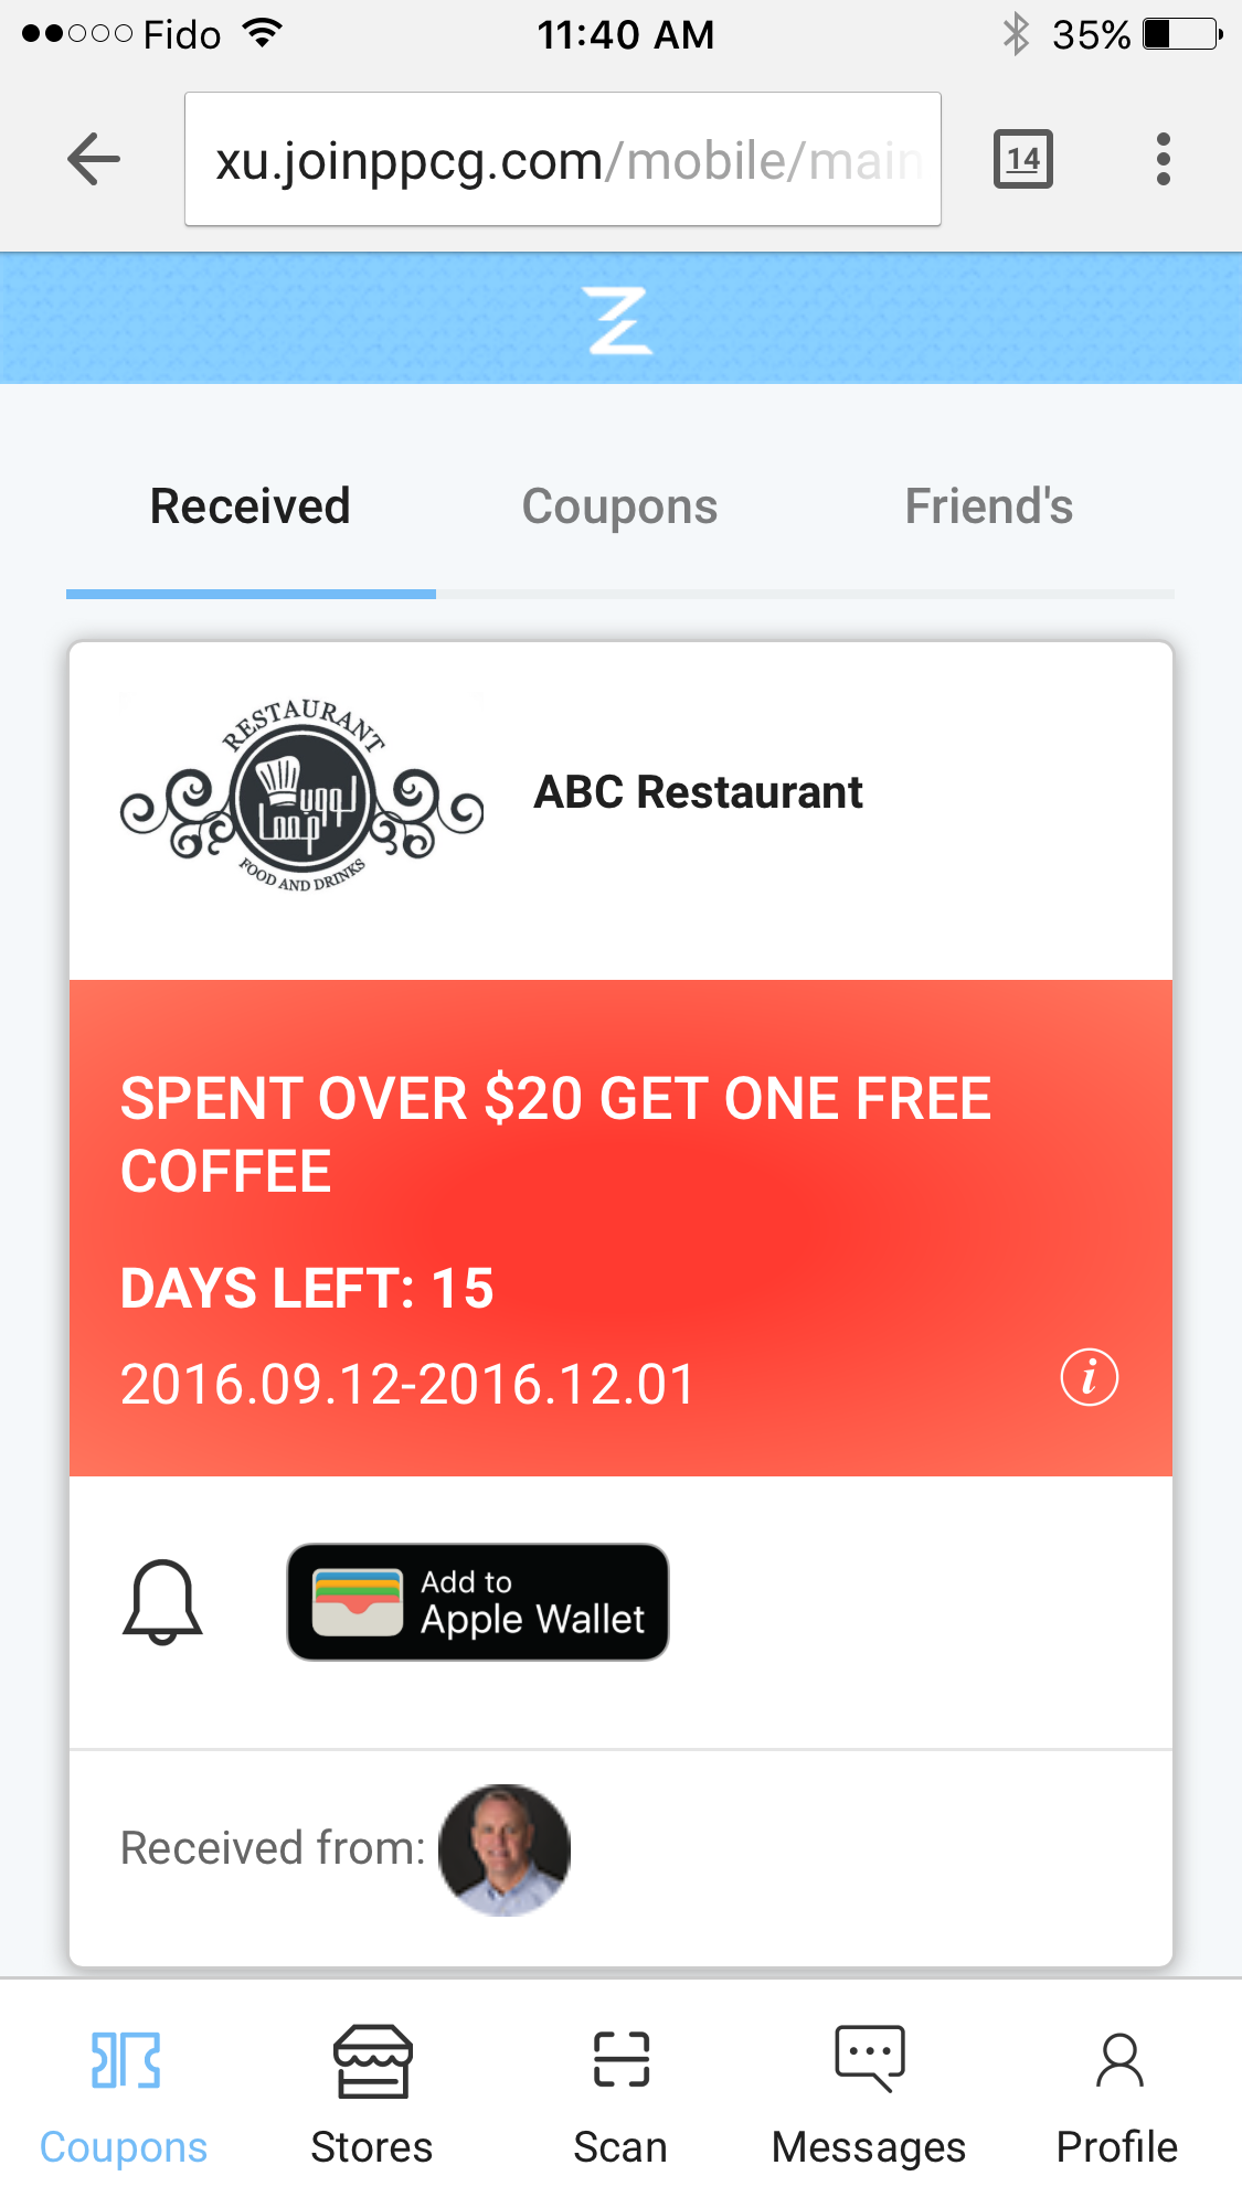 Fido
11:40 AM
35%
xu.joinppcg.com/mobile/main
14
Z
Received
Coupons
Friend's
RESTAURANT
لووب
Loop
FOOD AND DRINKS
ABC Restaurant
SPENT OVER $20 GET ONE FREE
COFFEE
DAYS LEFT: 15
2016.09.12-2016.12.01
i
Add to
Apple Wallet
Received from:
Coupons
Stores
Scan
Messages
Profile